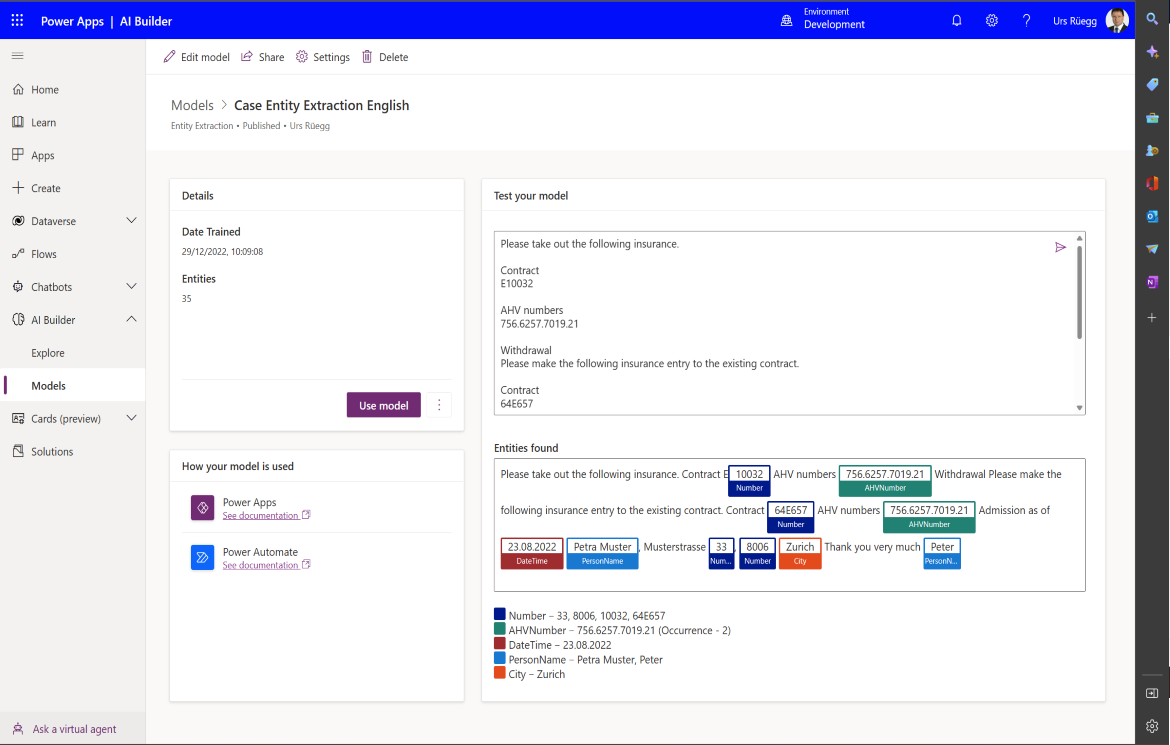 Power Apps | AI Builder
Environment
Development
Urs Rüegg
Edit model Share Settings Delete
Home
Learn
Apps
Create
Dataverse
Flows
Chatbots
AI Builder
Explore
Models
Cards (preview)
Solutions
Ask a virtual agent
Models > Case Entity Extraction English
Entity Extraction • Published • Urs Rüegg
Details
Date Trained
29/12/2022, 10:09:08
Entities
35
Use model
How your model is used
Power Apps
See documentation
Power Automate
See documentation
Test your model
Please take out the following insurance.
Contract
E10032
AHV numbers
756.6257.7019.21
Withdrawal
Please make the following insurance entry to the existing contract.
Contract
64E657
Entities found
Please take out the following insurance. Contract E 10032 AHV numbers 756.6257.7019.21 Withdrawal Please make the
Number AHVNumber
following insurance entry to the existing contract. Contract 64E657 AHV numbers 756.6257.7019.21 Admission as of
Number AHVNumber
23.08.2022 Petra Muster , Musterstrasse 33 , 8006 Zurich Thank you very much Peter
DateTime PersonName Num... Number City PersonN...
Number – 33, 8006, 10032, 64E657
AHVNumber – 756.6257.7019.21 (Occurrence - 2)
DateTime – 23.08.2022
PersonName – Petra Muster, Peter
City – Zurich